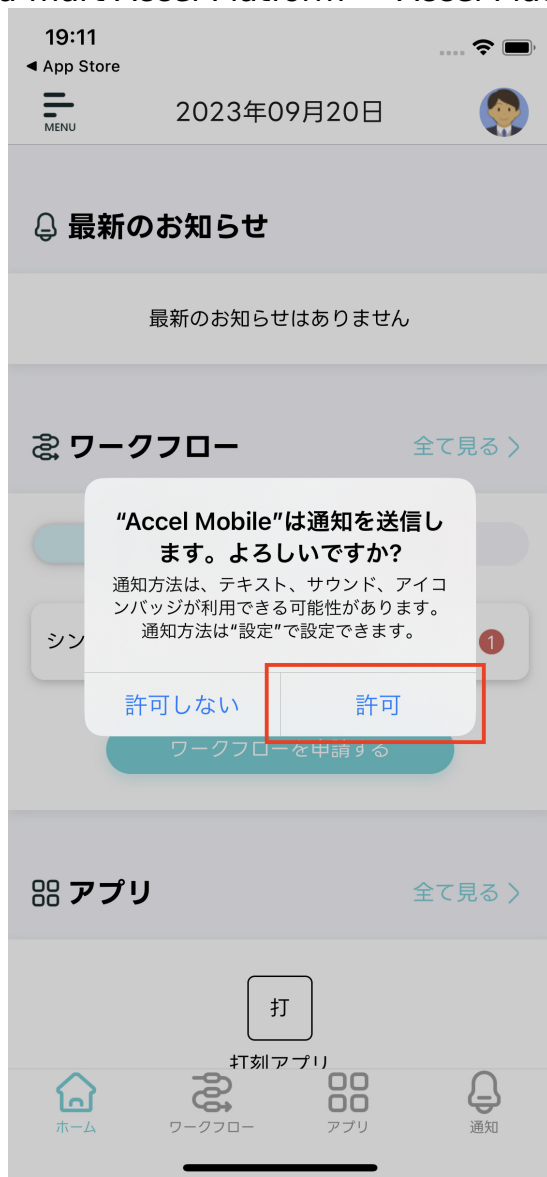 19:11
◀ App Store
MENU
2023年09月20日
最新のお知らせ
最新のお知らせはありません
ワークフロー
全て見る
“Accel Mobile”は通知を送信し
ます。よろしいですか?
通知方法は、テキスト、サウンド、アイコ
ンバッジが利用できる可能性があります。
通知方法は“設定”で設定できます。
シン
1
許可しない
許可
ワークフローを申請する
アプリ
全て見る
打
打刻アプリ
ホーム
ワークフロー
アプリ
通知